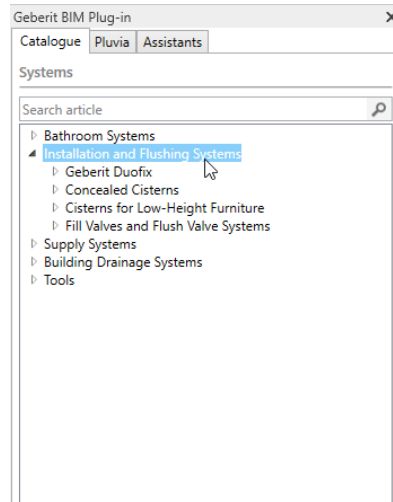 Geberit BIM Plug-in
Catalogue Pluvia Assistants
Systems
Search article
Bathroom Systems
Installation and Flushing Systems
Geberit Duofix
Concealed Cisterns
Cisterns for Low-Height Furniture
Fill Valves and Flush Valve Systems
Supply Systems
Building Drainage Systems
Tools